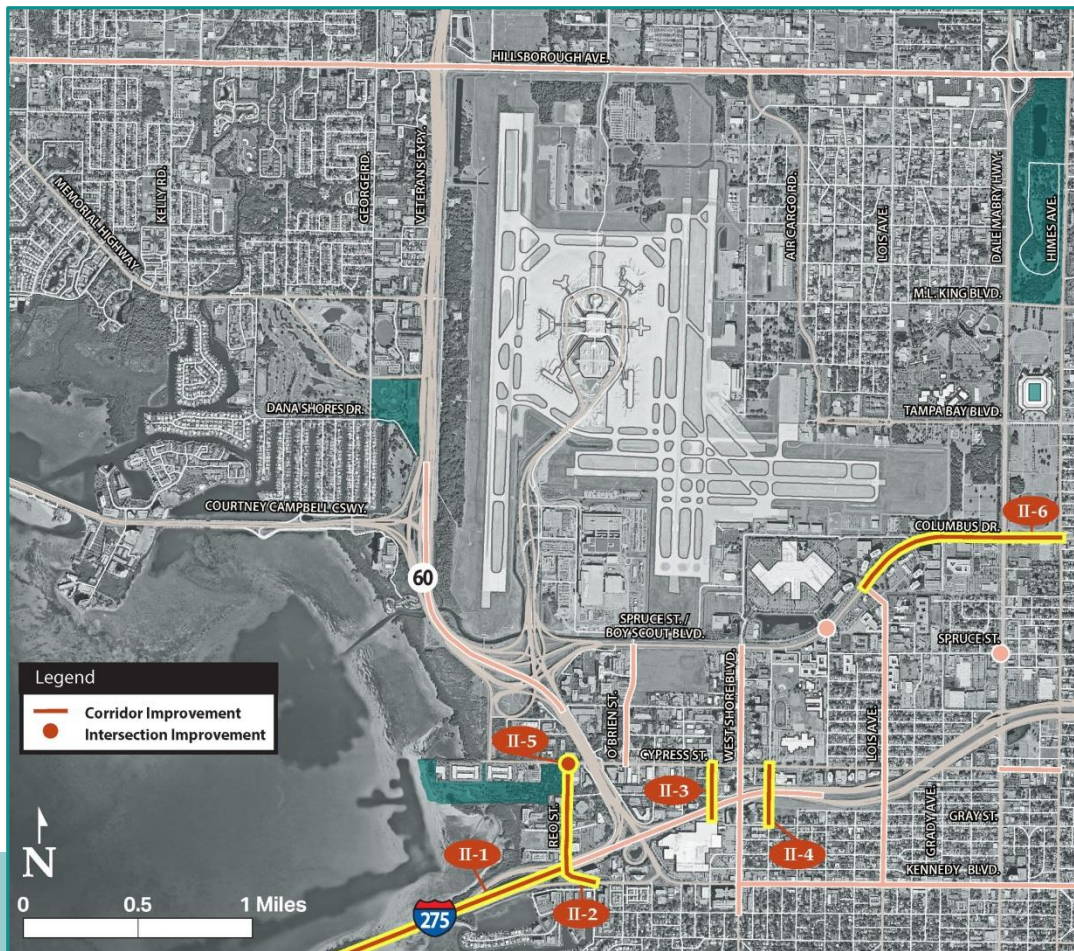 HILLSBOROUGH AVE.
MEMORIAL HIGHWAY
KELLY RD.
GEORGE RD.
VETERANS EXPY.
AIR CARGO RD.
LOIS AVE.
DALE MABRY HWY.
HIMES AVE.
M.L. KING BLVD.
DANA SHORES DR.
TAMPA BAY BLVD.
COURTNEY CAMPBELL CSWY.
COLUMBUS DR.
II-6
60
SPRUCE ST. /
BOY SCOUT BLVD.
SPRUCE ST.
O'BRIEN ST.
WEST SHORE BLVD.
LOIS AVE.
Legend
Corridor Improvement
Intersection Improvement
II-5
CYPRESS ST.
II-3
REO ST.
GRADY AVE.
GRAY ST.
II-4
II-1
KENNEDY BLVD.
II-2
275
N
0 0.5 1 Miles